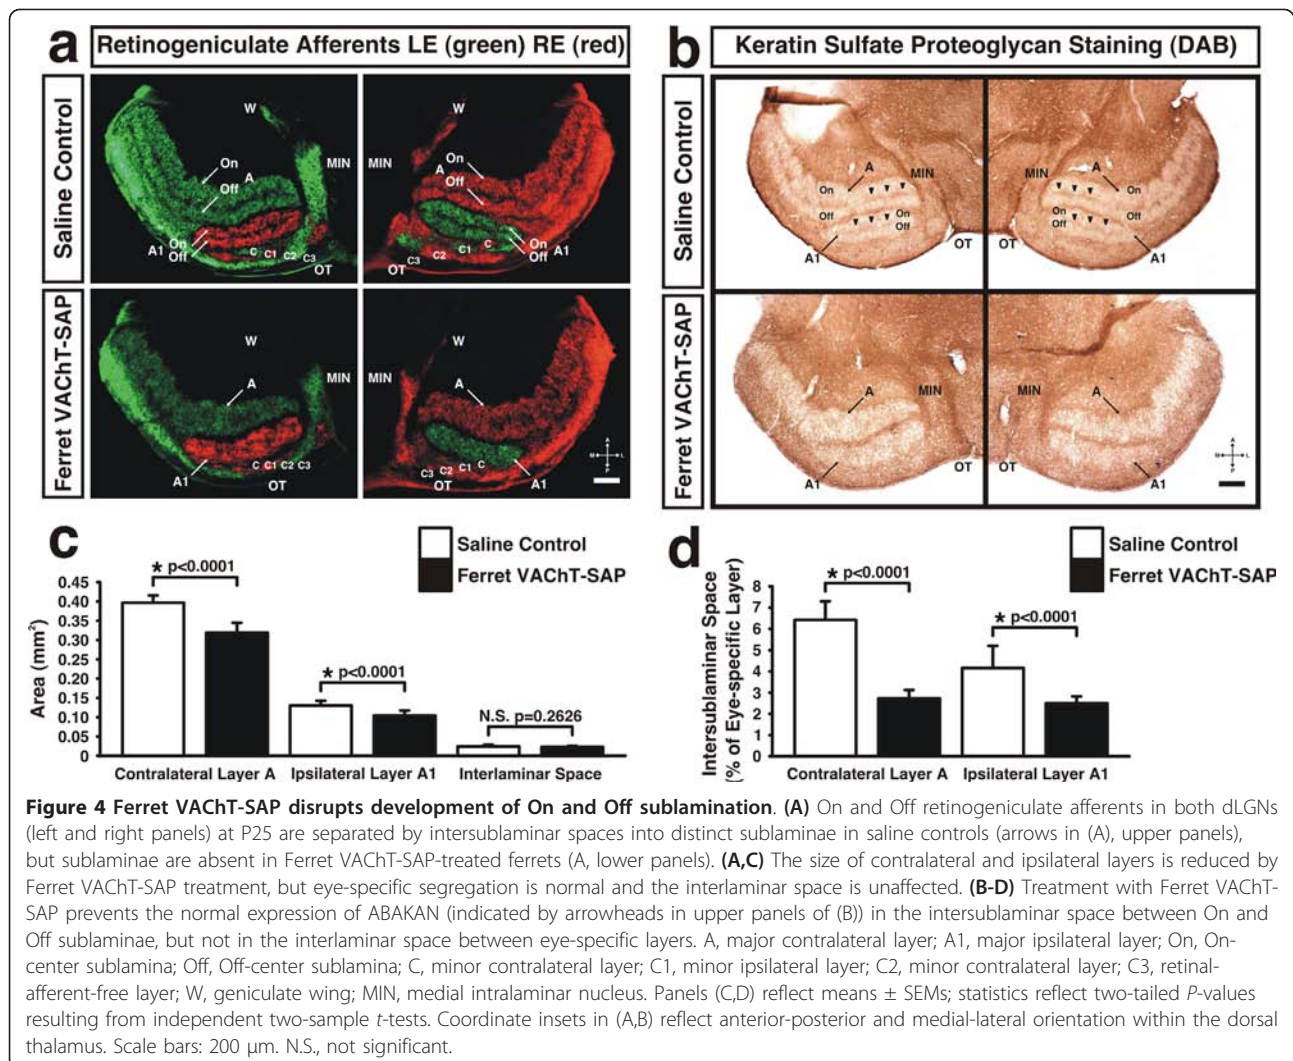 a
Retinogeniculate Afferents LE (green) RE (red)
Saline Control
W
On
A
Off
MIN
On
Off
A1
C
C1
C2
C3
OT
W
MIN
On
A
Off
On
Off
A1
C
C1
C2
C3
OT
Ferret VAChT-SAP
W
A
MIN
A1
C
C1
C2
C3
OT
W
MIN
A
C3
C2
C1
C
OT
A1
A
M
L
P
b
Keratin Sulfate Proteoglycan Staining (DAB)
Saline Control
A
MIN
On
Off
On
Off
A1
OT
MIN
A
On
On
Off
Off
OT
A1
Ferret VAChT-SAP
A
MIN
A1
OT
MIN
A
OT
A1
A
M
L
P
c
Saline Control
Ferret VAChT-SAP
Area (mm²)
0.45
0.40
0.35
0.30
0.25
0.20
0.15
0.10
0.05
0
* p<0.0001
* p<0.0001
N.S. p=0.2626
Contralateral Layer A
Ipsilateral Layer A1
Interlaminar Space
d
Saline Control
Ferret VAChT-SAP
Intersublaminar Space
(% of Eye-specific Layer)
8
7
6
5
4
3
2
1
0
* p<0.0001
* p<0.0001
Contralateral Layer A
Ipsilateral Layer A1
Figure 4 Ferret VAChT-SAP disrupts development of On and Off sublamination. (A) On and Off retinogeniculate afferents in both dLGNs
(left and right panels) at P25 are separated by intersublaminar spaces into distinct sublaminae in saline controls (arrows in (A), upper panels),
but sublaminae are absent in Ferret VAChT-SAP-treated ferrets (A, lower panels). (A,C) The size of contralateral and ipsilateral layers is reduced by
Ferret VAChT-SAP treatment, but eye-specific segregation is normal and the interlaminar space is unaffected. (B-D) Treatment with Ferret VAChT-
SAP prevents the normal expression of ABAKAN (indicated by arrowheads in upper panels of (B)) in the intersublaminar space between On and
Off sublaminae, but not in the interlaminar space between eye-specific layers. A, major contralateral layer; A1, major ipsilateral layer; On, On-
center sublamina; Off, Off-center sublamina; C, minor contralateral layer; C1, minor ipsilateral layer; C2, minor contralateral layer; C3, retinal-
afferent-free layer; W, geniculate wing; MIN, medial intralaminar nucleus. Panels (C,D) reflect means ± SEMs; statistics reflect two-tailed P-values
resulting from independent two-sample t-tests. Coordinate insets in (A,B) reflect anterior-posterior and medial-lateral orientation within the dorsal
thalamus. Scale bars: 200 μm. N.S., not significant.